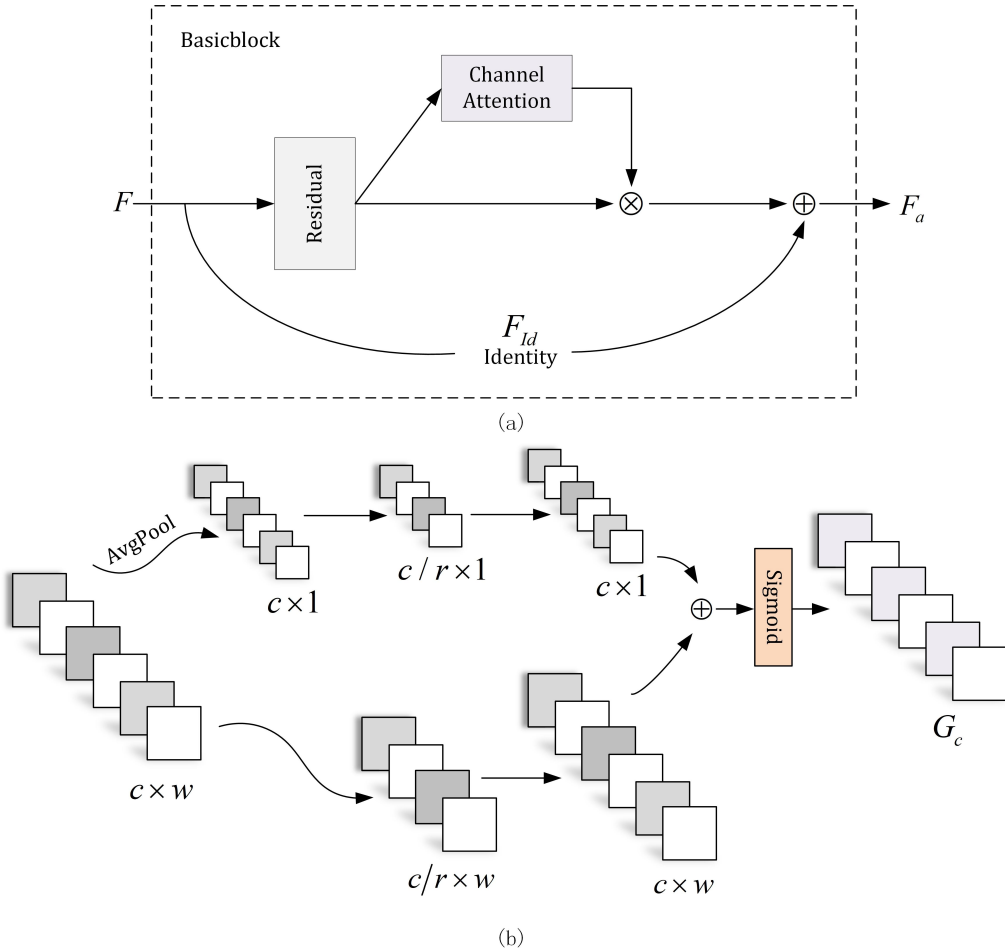 Basicblock
Channel
Attention
Residual
F
F_a
F_Id
Identity
(a)
AvgPool
c×1
c / r×1
c×1
Sigmoid
c×w
G_c
c/r×w
c×w
(b)